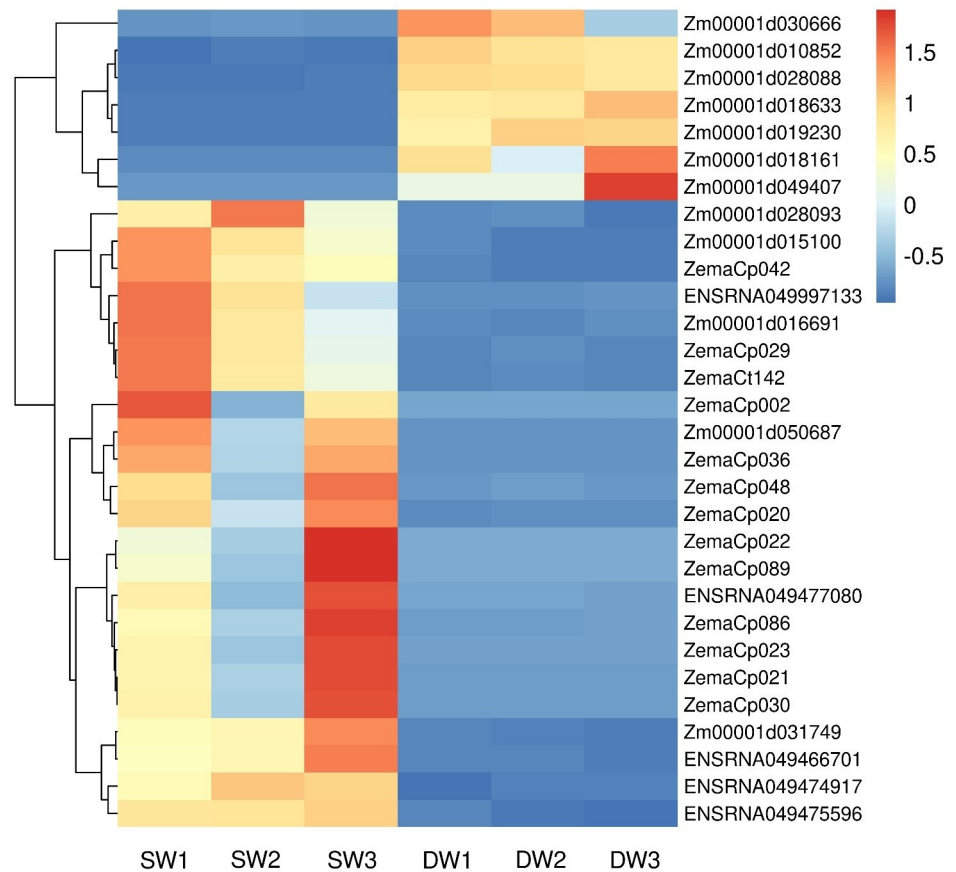 Zm00001d030666
Zm00001d010852
Zm00001d028088
Zm00001d018633
Zm00001d019230
Zm00001d018161
Zm00001d049407
Zm00001d028093
Zm00001d015100
ZemaCp042
ENSRNA049997133
Zm00001d016691
ZemaCp029
ZemaCt142
ZemaCp002
Zm00001d050687
ZemaCp036
ZemaCp048
ZemaCp020
ZemaCp022
ZemaCp089
ENSRNA049477080
ZemaCp086
ZemaCp023
ZemaCp021
ZemaCp030
Zm00001d031749
ENSRNA049466701
ENSRNA049474917
ENSRNA049475596
1.5
1
0.5
0
-0.5
SW1 SW2 SW3 DW1 DW2 DW3